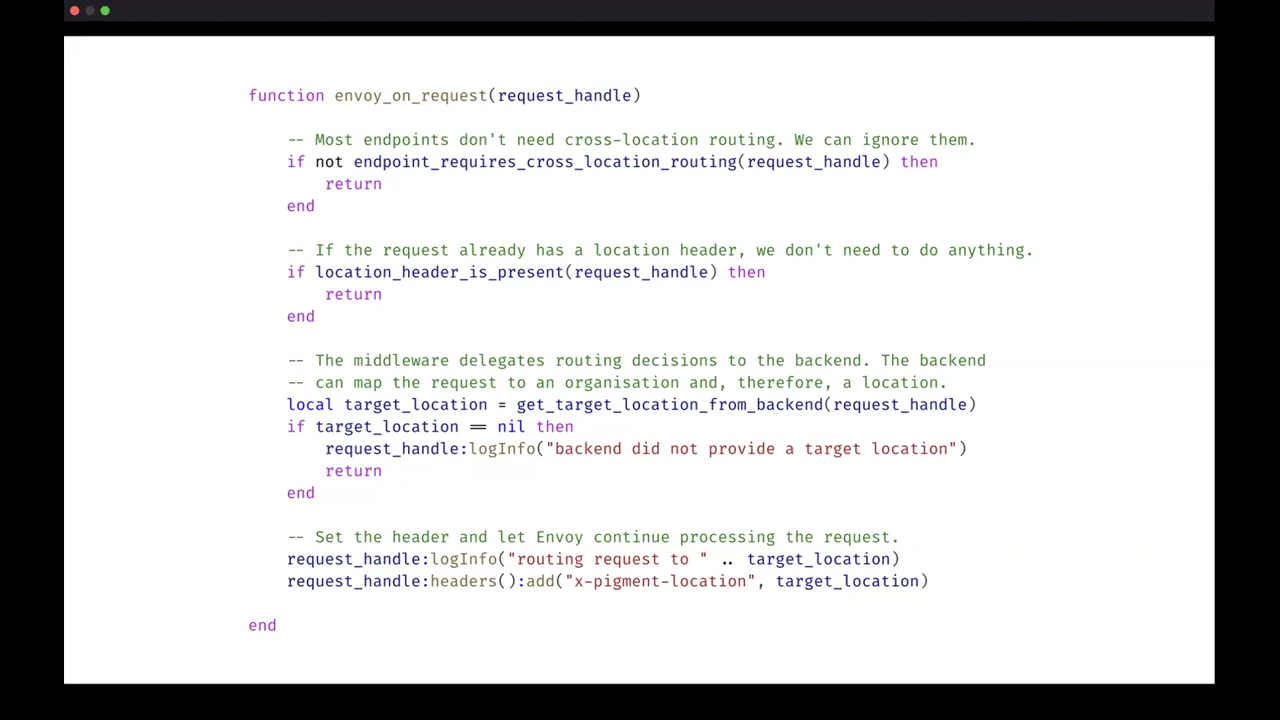 function envoy_on_request(request_handle)
-- Most endpoints don't need cross-location routing. We can ignore them.
if not endpoint_requires_cross_location_routing(request_handle) then
return
end
-- If the request already has a location header, we don't need to do anything.
if location_header_is_present(request_handle) then
return
end
-- The middleware delegates routing decisions to the backend. The backend
-- can map the request to an organisation and, therefore, a location.
local target_location = get_target_location_from_backend(request_handle)
if target_location == nil then
request_handle:logInfo("backend did not provide a target location")
return
end
-- Set the header and let Envoy continue processing the request.
request_handle:logInfo("routing request to " .. target_location)
request_handle:headers():add("x-pigment-location", target_location)
end